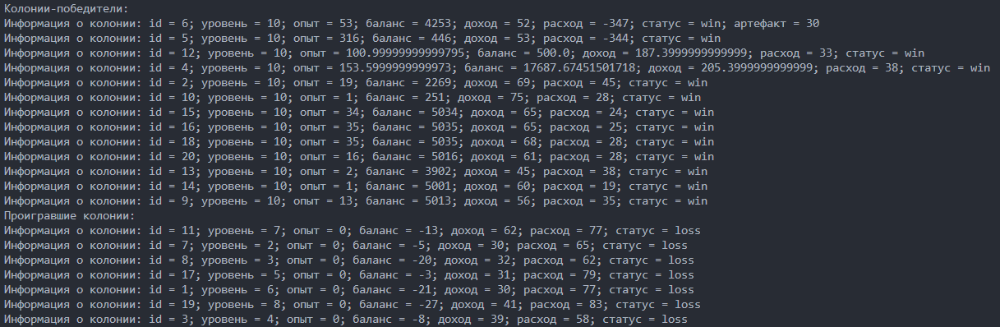 Колонии-победители:
Информация о колонии: id = 6; уровень = 10; опыт = 53; баланс = 4253; доход = 52; расход = -347; статус = win; артефакт = 30
Информация о колонии: id = 5; уровень = 10; опыт = 316; баланс = 446; доход = 53; расход = -344; статус = win
Информация о колонии: id = 12; уровень = 10; опыт = 100.99999999999795; баланс = 500.0; доход = 187.3999999999999; расход = 33; статус = win
Информация о колонии: id = 4; уровень = 10; опыт = 153.5999999999973; баланс = 17687.67451501718; доход = 205.3999999999999; расход = 38; статус = win
Информация о колонии: id = 2; уровень = 10; опыт = 19; баланс = 2269; доход = 69; расход = 45; статус = win
Информация о колонии: id = 10; уровень = 10; опыт = 1; баланс = 251; доход = 75; расход = 28; статус = win
Информация о колонии: id = 15; уровень = 10; опыт = 34; баланс = 5034; доход = 65; расход = 24; статус = win
Информация о колонии: id = 16; уровень = 10; опыт = 35; баланс = 5035; доход = 65; расход = 25; статус = win
Информация о колонии: id = 18; уровень = 10; опыт = 35; баланс = 5035; доход = 68; расход = 28; статус = win
Информация о колонии: id = 20; уровень = 10; опыт = 16; баланс = 5016; доход = 61; расход = 28; статус = win
Информация о колонии: id = 13; уровень = 10; опыт = 2; баланс = 3902; доход = 45; расход = 38; статус = win
Информация о колонии: id = 14; уровень = 10; опыт = 1; баланс = 5001; доход = 60; расход = 19; статус = win
Информация о колонии: id = 9; уровень = 10; опыт = 13; баланс = 5013; доход = 56; расход = 35; статус = win
Проигравшие колонии:
Информация о колонии: id = 11; уровень = 7; опыт = 0; баланс = -13; доход = 62; расход = 77; статус = loss
Информация о колонии: id = 7; уровень = 2; опыт = 0; баланс = -5; доход = 30; расход = 65; статус = loss
Информация о колонии: id = 8; уровень = 3; опыт = 0; баланс = -20; доход = 32; расход = 62; статус = loss
Информация о колонии: id = 17; уровень = 5; опыт = 0; баланс = -3; доход = 31; расход = 79; статус = loss
Информация о колонии: id = 1; уровень = 6; опыт = 0; баланс = -21; доход = 30; расход = 77; статус = loss
Информация о колонии: id = 19; уровень = 8; опыт = 0; баланс = -27; доход = 41; расход = 83; статус = loss
Информация о колонии: id = 3; уровень = 4; опыт = 0; баланс = -8; доход = 39; расход = 58; статус = loss